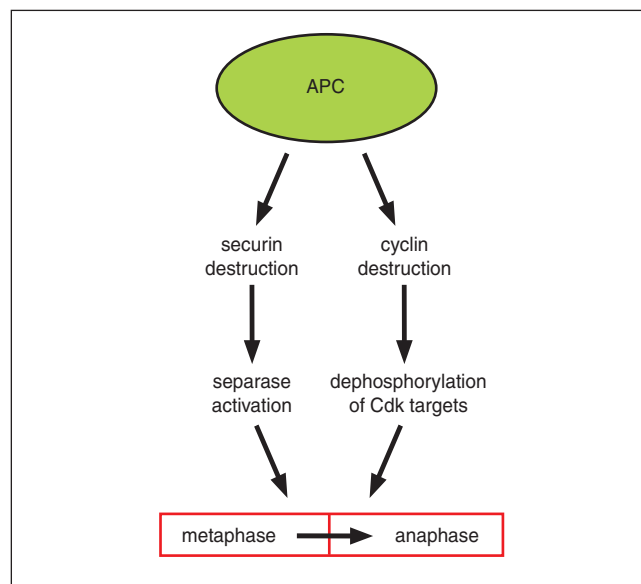 APC
securin
destruction
cyclin
destruction
separase
activation
dephosphorylation
of Cdk targets
metaphase
anaphase